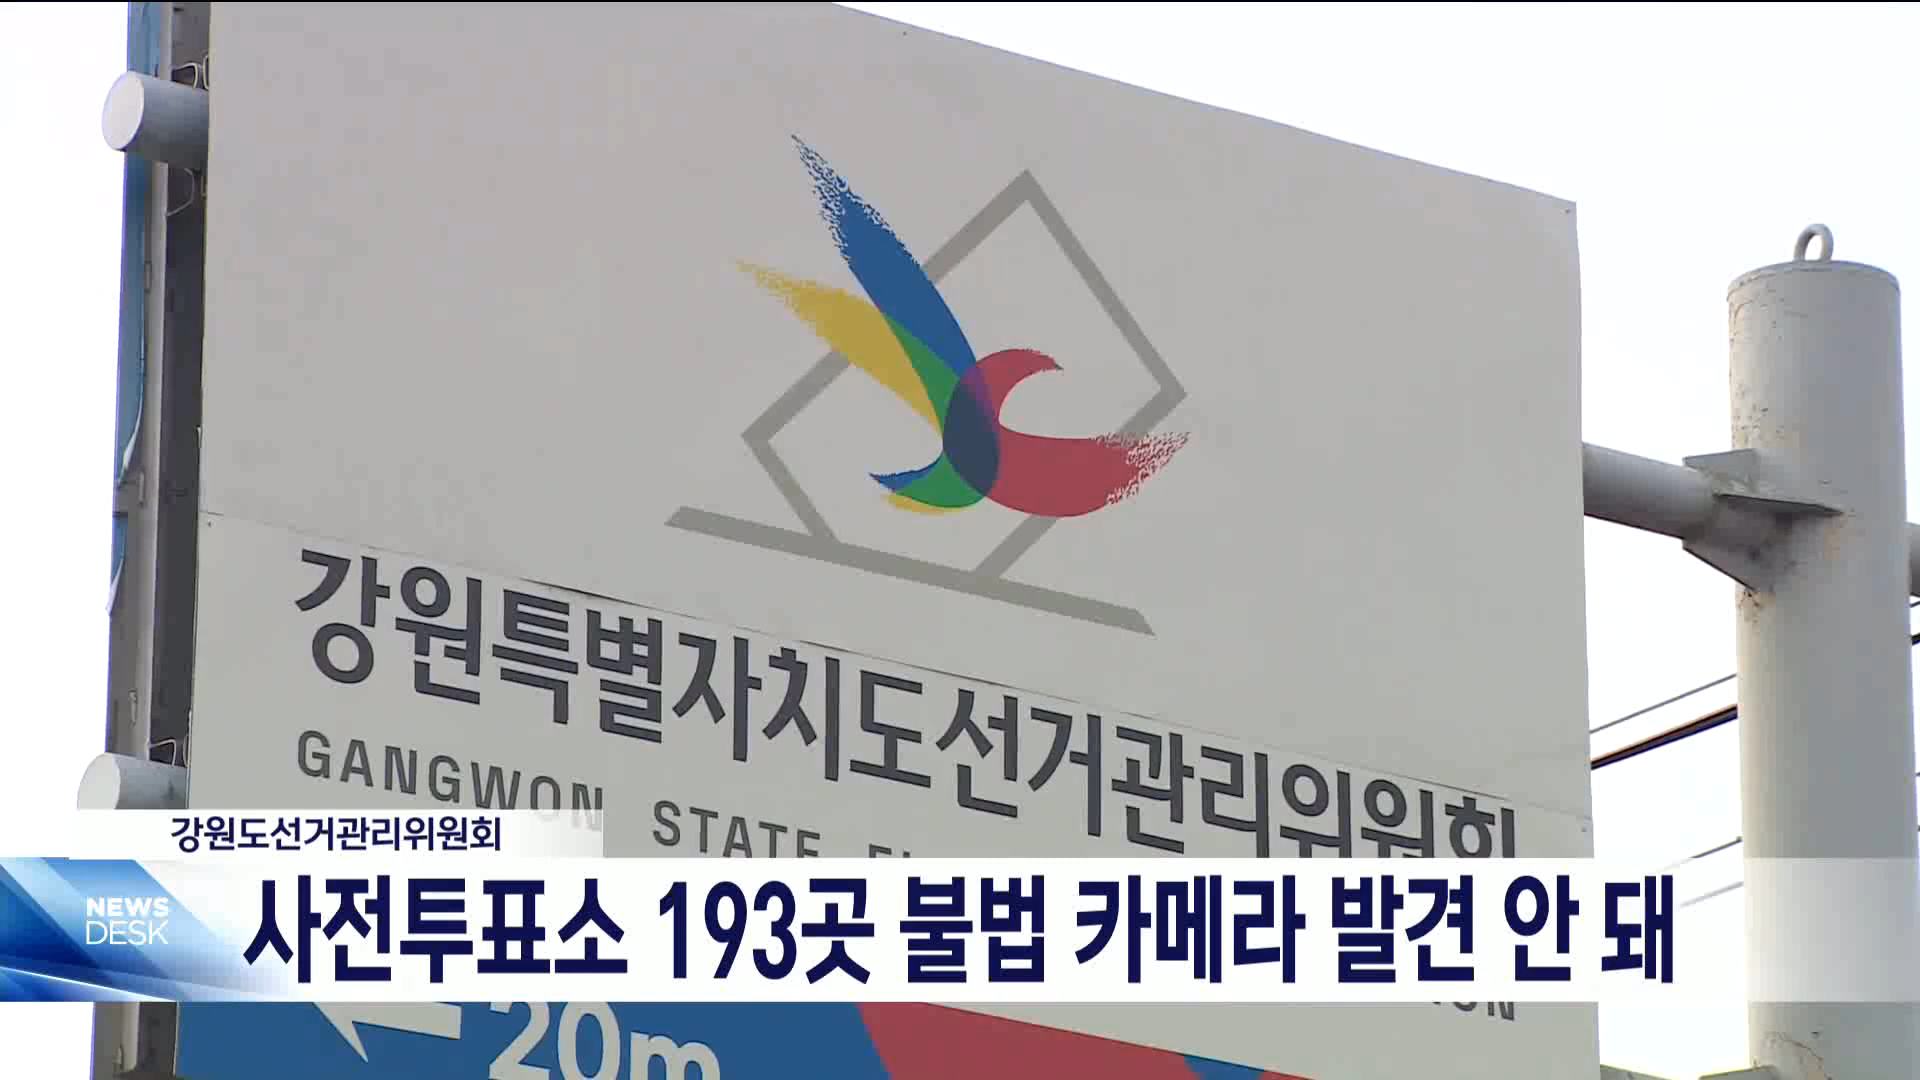 강원특별자치도선거관리위원회
GANGWON STATE
강원도선거관리위원회
NEWS
DESK
사전투표소 193곳 불법 카메라 발견 안 돼
20m